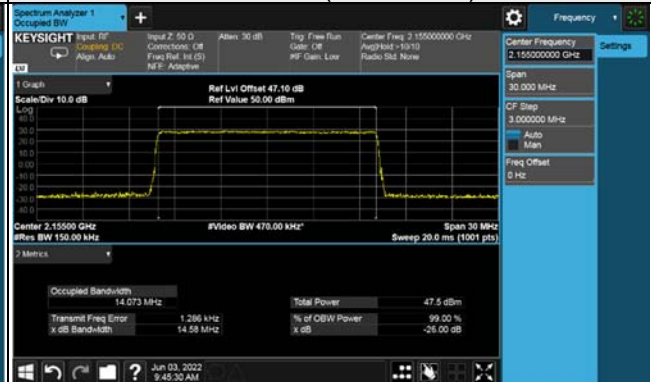 Spectrum Analyzer 1
Occupied BW
Frequency
KEYSIGHT
Input: RF
Coupling: DC
Align: Auto
Input Z: 50 Ω
Corrections: Off
Freq Ref: Int (S)
NFE: Adaptive
Atten: 30 dB
Trig: Free Run
Gate: Off
#IF Gain: Low
Center Freq: 2.155000000 GHz
Avg|Hold:>10/10
Radio Std: None
LXI
Center Frequency
2.155000000 GHz
Settings
Span
30.000 MHz
CF Step
3.000000 MHz
Auto
Man
Freq Offset
0 Hz
1 Graph
Scale/Div 10.0 dB
Ref Lvl Offset 47.10 dB
Ref Value 50.00 dBm
Log
40.0
30.0
20.0
10.0
0.00
-10.0
-20.0
-30.0
-40.0
Center 2.15500 GHz
#Res BW 150.00 kHz
#Video BW 470.00 kHz*
Span 30 MHz
Sweep 20.0 ms (1001 pts)
2 Metrics
Occupied Bandwidth
14.073 MHz
Total Power 47.5 dBm
Transmit Freq Error 1.286 kHz
% of OBW Power 99.00 %
x dB Bandwidth 14.58 MHz
x dB -26.00 dB
?
Jun 03, 2022
9:45:30 AM